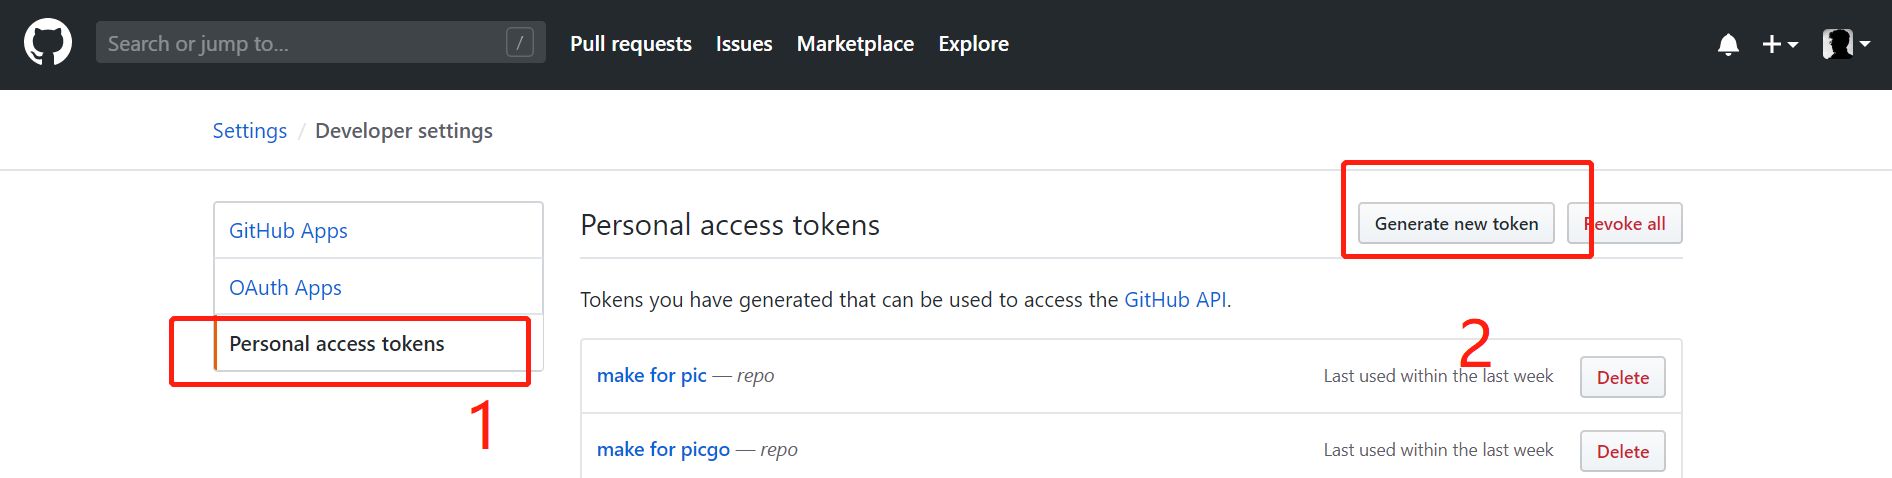 Search or jump to... / Pull requests Issues Marketplace Explore
Settings / Developer settings
GitHub Apps
OAuth Apps
Personal access tokens
1
Personal access tokens
Generate new token Revoke all
Tokens you have generated that can be used to access the GitHub API.
2
make for pic — repo Last used within the last week Delete
make for picgo — repo Last used within the last week Delete